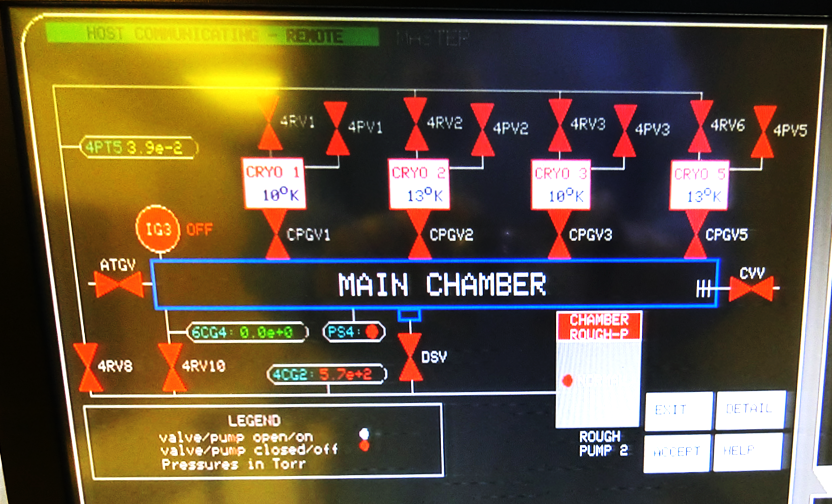 HOST COMMUNICATING - REMOTE MASTER
4RV1 4PV1 4RV2 4PV2 4RV3 4PV3 4RV6 4PV5
4PT5 3.9e-2
CRYO 1 CRYO 2 CRYO 3 CRYO 5
10°K 13°K 10°K 13°K
IG3 OFF
CPGV1 CPGV2 CPGV3 CPGV5
ATGV CVV
MAIN CHAMBER
6CG4: 0.0e+0 PS4:
CHAMBER
ROUGH-P
4RV8 4RV10 DSV
4CG2: 5.7e+2
LEGEND
valve/pump open/on
valve/pump closed/off
Pressures in Torr
ROUGH
PUMP 2
EXIT DETAIL
ACCEPT HELP